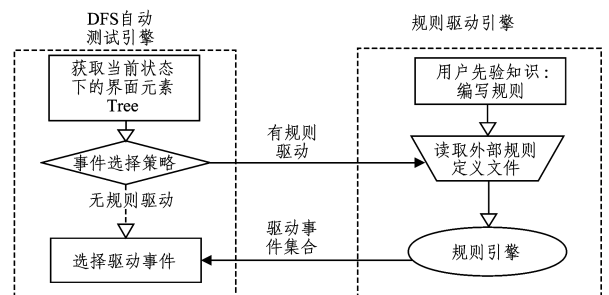 DFS自动
测试引擎
规则驱动引擎
获取当前状态
下的界面元素
Tree
用户先验知识：
编写规则
事件选择策略
有规则
驱动
读取外部规则
定义文件
无规则驱动
选择驱动事件
驱动事
件集合
规则引擎